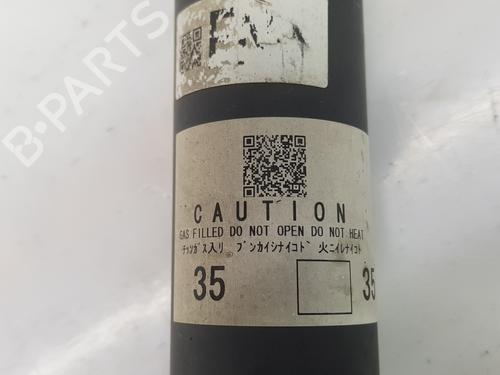 B-PARTS
CAUTION
GAS FILLED DO NOT OPEN DO NOT HEAT
チッソガス入リ ブンカイシナイコト゛ 火ニイレナイコト
35 35